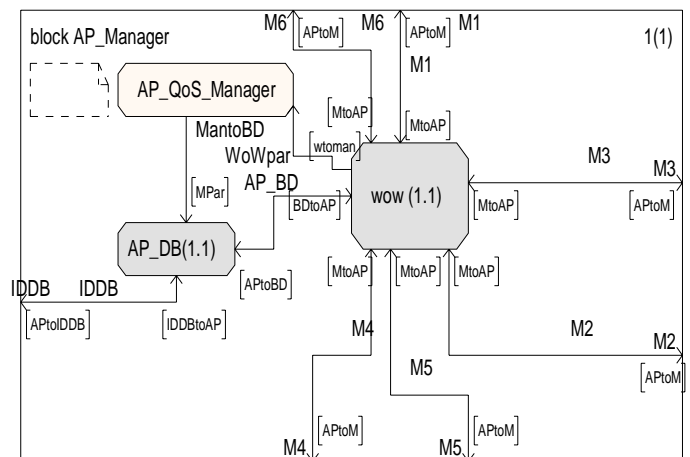 M6
M6
M1
block AP_Manager
[APtoM]
[APtoM]
1(1)
M1
AP_QoS_Manager
[MtoAP]
[MtoAP]
MantoBD
[wtoman]
WoWpar
M3
M3
AP_BD
[MPar]
[BDtoAP]
wow (1.1)
[MtoAP]
[APtoM]
AP_DB(1.1)
[MtoAP]
[MtoAP]
[MtoAP]
[APtoBD]
IDDB
IDDB
[APtoIDDB]
[IDDBtoAP]
M4
M2
M2
M5
[APtoM]
[APtoM]
[APtoM]
M4
M5